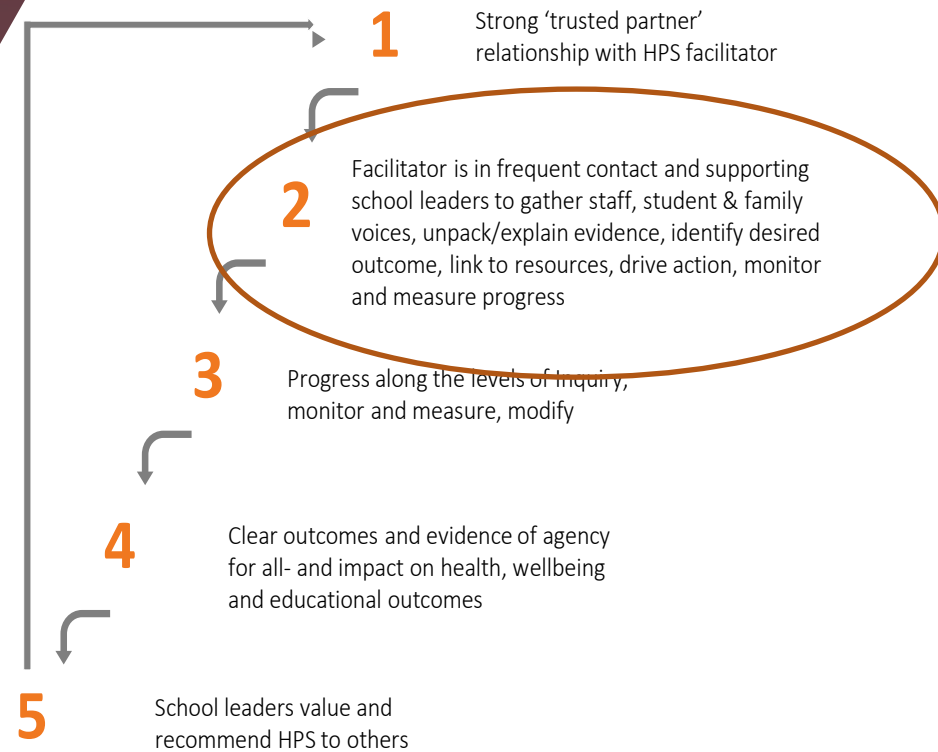 1
Strong ‘trusted partner’
relationship with HPS facilitator
2
Facilitator is in frequent contact and supporting
school leaders to gather staff, student & family
voices, unpack/explain evidence, identify desired
outcome, link to resources, drive action, monitor
and measure progress
3
Progress along the levels of Inquiry,
monitor and measure, modify
4
Clear outcomes and evidence of agency
for all- and impact on health, wellbeing
and educational outcomes
5
School leaders value and
recommend HPS to others